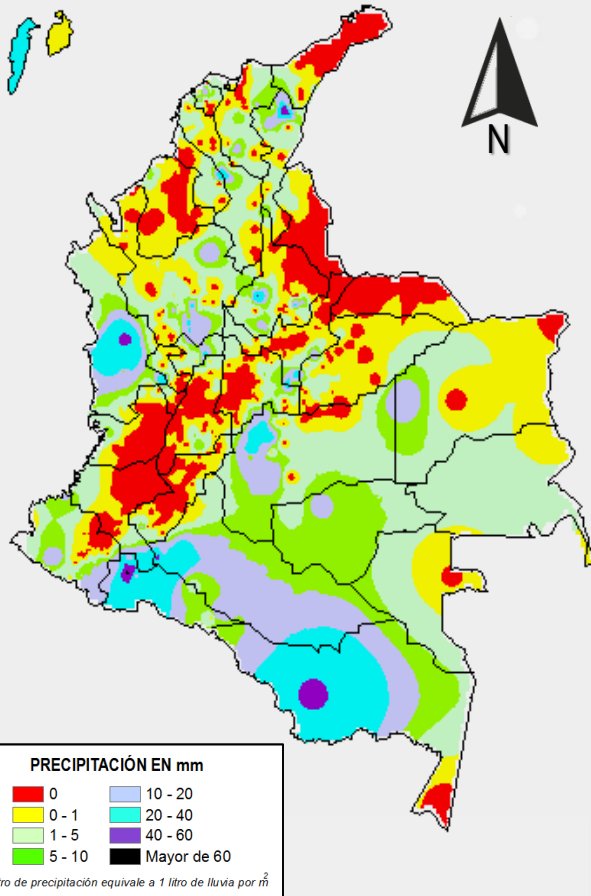 N
PRECIPITACIÓN EN mm
0
10 - 20
0 - 1
20 - 40
1 - 5
40 - 60
5 - 10
Mayor de 60
de precipitación equivale a 1 litro de lluvia por m²